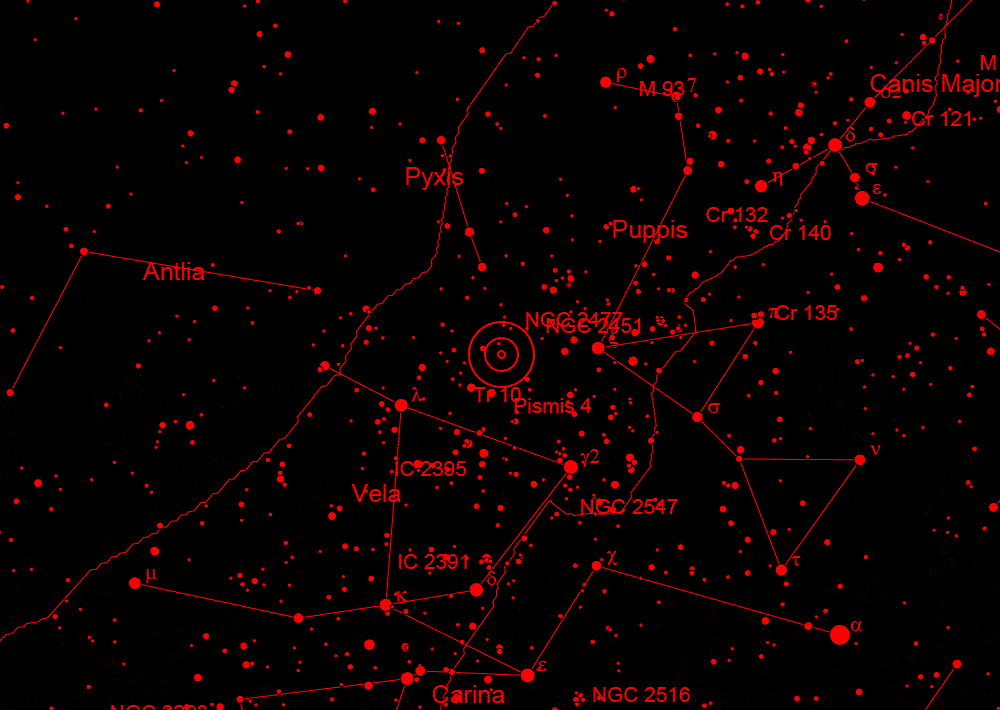 ρ
M
M 93
Canis Major
ο2
Cr 121
δ
σ
Pyxis
η
ε
Cr 132
Puppis
Cr 140
Antlia
NGC 2477
π
Cr 135
NGC 2451
λ
Tr 10
Pismis 4
σ
ν
γ2
IC 2395
Vela
NGC 2547
IC 2391
χ
μ
δ
τ
κ
α
ε
Carina
NGC 2516